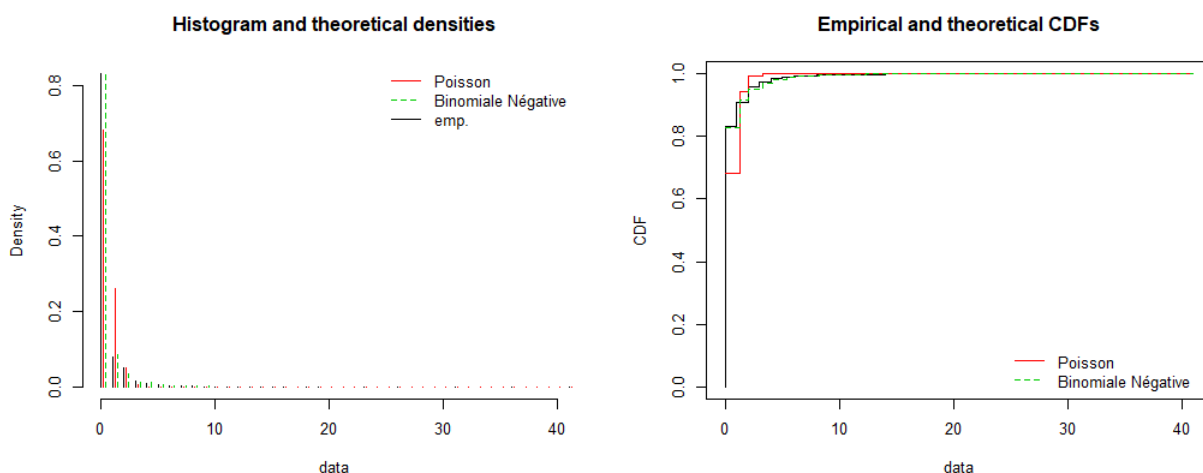 Histogram and theoretical densities
Poisson
Binomiale Négative
emp.
Density
0.0
0.2
0.4
0.6
0.8
0
10
20
30
40
data
Empirical and theoretical CDFs
CDF
0.0
0.2
0.4
0.6
0.8
1.0
Poisson
Binomiale Négative
0
10
20
30
40
data